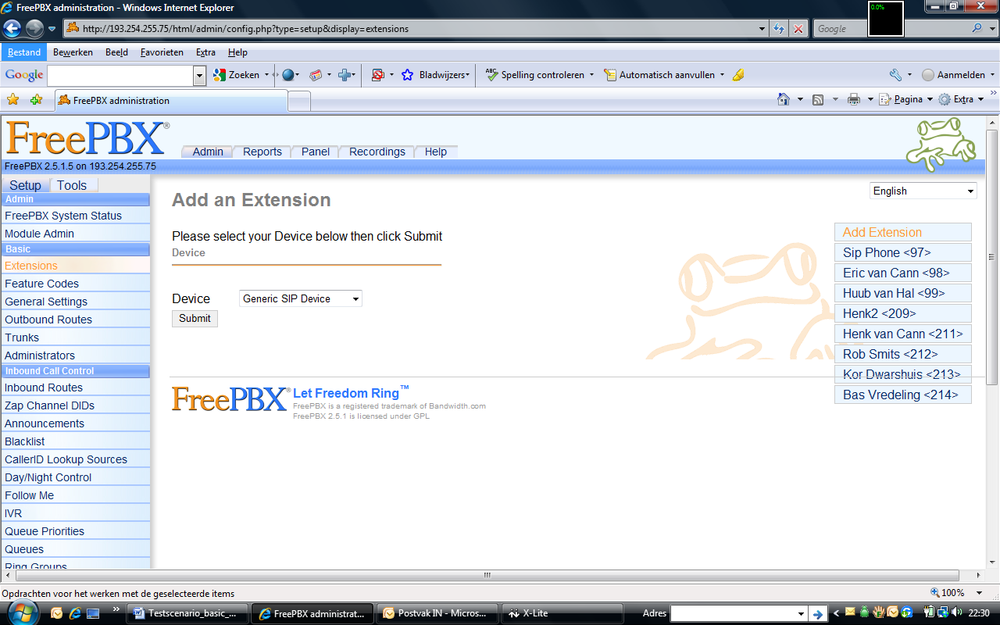 FreePBX administration - Windows Internet Explorer
0.0%
http://193.254.255.75/html/admin/config.php?type=setup&display=extensions
Google
Bestand Bewerken Beeld Favorieten Extra Help
Google Zoeken Bladwijzers ABC Spelling controleren Automatisch aanvullen Aanmelden
FreePBX administration
Pagina Extra
FreePBX®
Admin Reports Panel Recordings Help
FreePBX 2.5.1.5 on 193.254.255.75
Setup Tools
Admin
FreePBX System Status
Module Admin
Basic
Extensions
Feature Codes
General Settings
Outbound Routes
Trunks
Administrators
Inbound Call Control
Inbound Routes
Zap Channel DIDs
Announcements
Blacklist
CallerID Lookup Sources
Day/Night Control
Follow Me
IVR
Queue Priorities
Queues
Ring Groups
English
Add an Extension
Please select your Device below then click Submit
Device
Device Generic SIP Device
Submit
Add Extension
Sip Phone <97>
Eric van Cann <98>
Huub van Hal <99>
Henk2 <209>
Henk van Cann <211>
Rob Smits <212>
Kor Dwarshuis <213>
Bas Vredeling <214>
FreePBX® Let Freedom Ring™
FreePBX is a registered trademark of Bandwidth.com
FreePBX 2.5.1 is licensed under GPL
Opdrachten voor het werken met de geselecteerde items
100%
Testscenario_basic_... FreePBX administrat... Postvak IN - Micros... X-Lite Adres 22:30